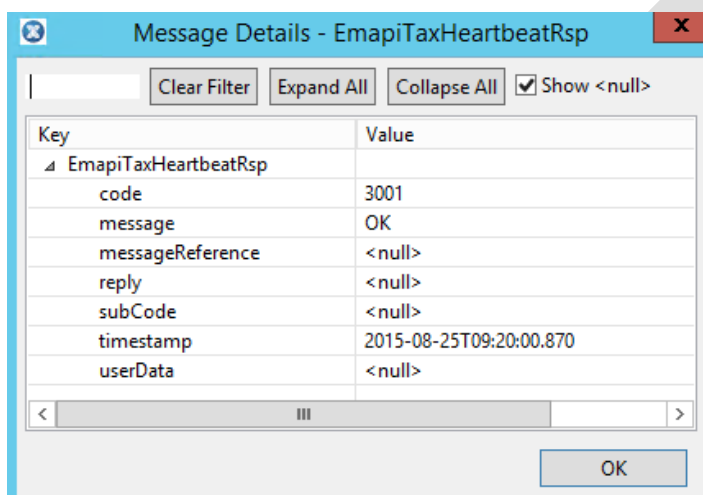 Message Details - EmapiTaxHeartbeatRsp
x
Clear Filter Expand All Collapse All Show <null>
Key Value
EmapiTaxHeartbeatRsp
code 3001
message OK
messageReference <null>
reply <null>
subCode <null>
timestamp 2015-08-25T09:20:00.870
userData <null>
OK